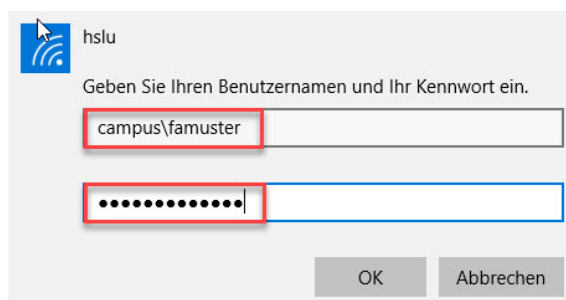 hslu
Geben Sie Ihren Benutzernamen und Ihr Kennwort ein.
campus\famuster
●●●●●●●●●●●●●
OK Abbrechen